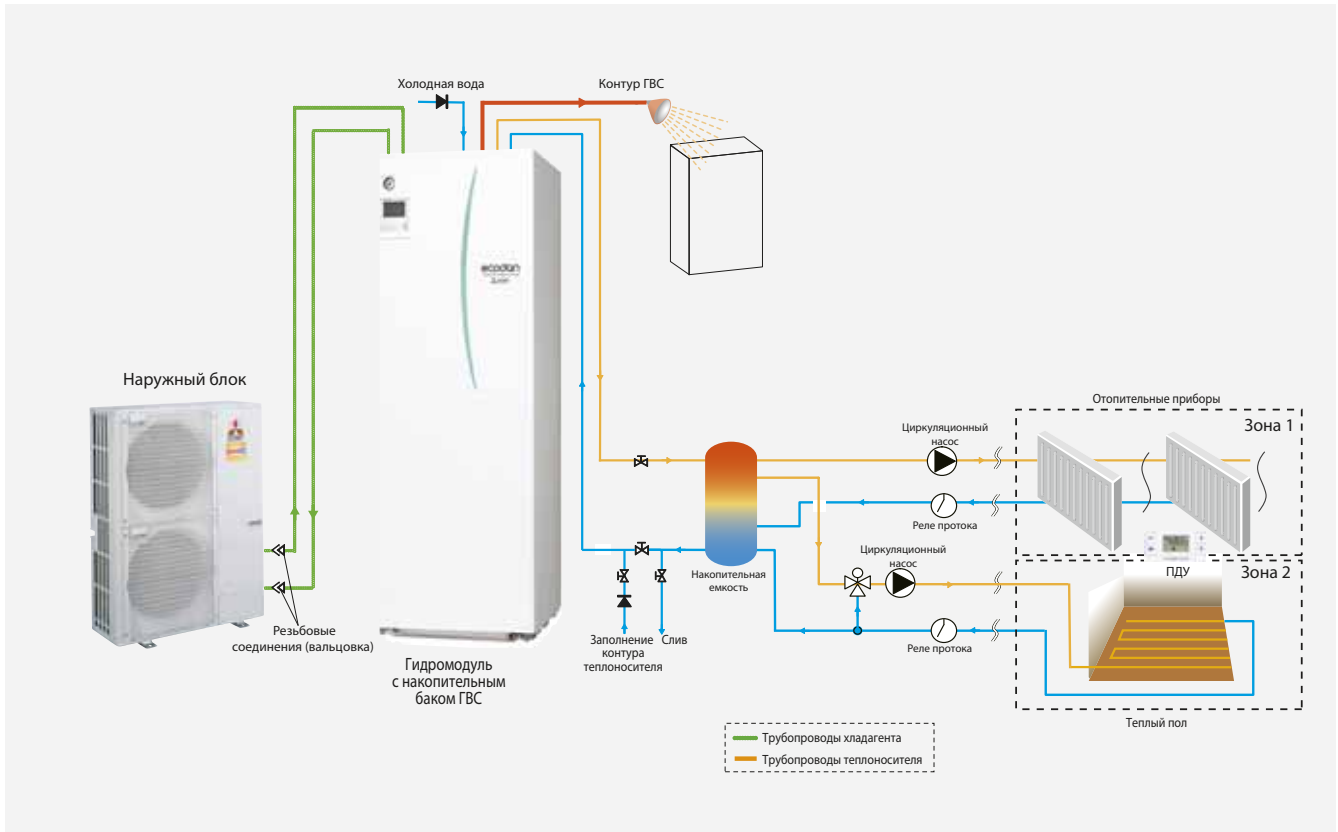 Холодная вода
Контур ГВС
ecodan
Наружный блок
Отопительные приборы
Зона 1
Циркуляционный
насос
Реле протока
Циркуляционный
насос
Накопительная
емкость
ПДУ
Зона 2
Резьбовые
соединения (вальцовка)
Заполнение
контура
теплоносителя
Слив
Реле протока
Гидромодуль
с накопительным
баком ГВС
Теплый пол
Трубопроводы хладагента
Трубопроводы теплоносителя